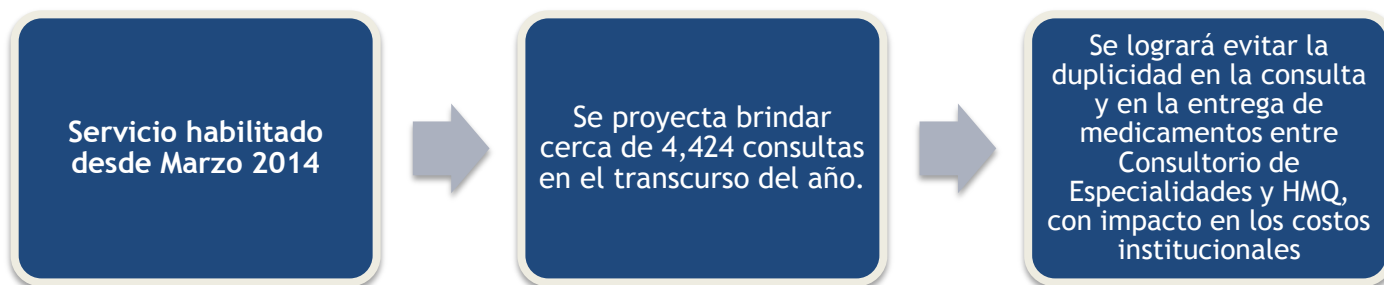 Servicio habilitado
desde Marzo 2014
Se proyecta brindar
cerca de 4,424 consultas
en el transcurso del año.
Se logrará evitar la
duplicidad en la consulta
y en la entrega de
medicamentos entre
Consultorio de
Especialidades y HMQ,
con impacto en los costos
institucionales